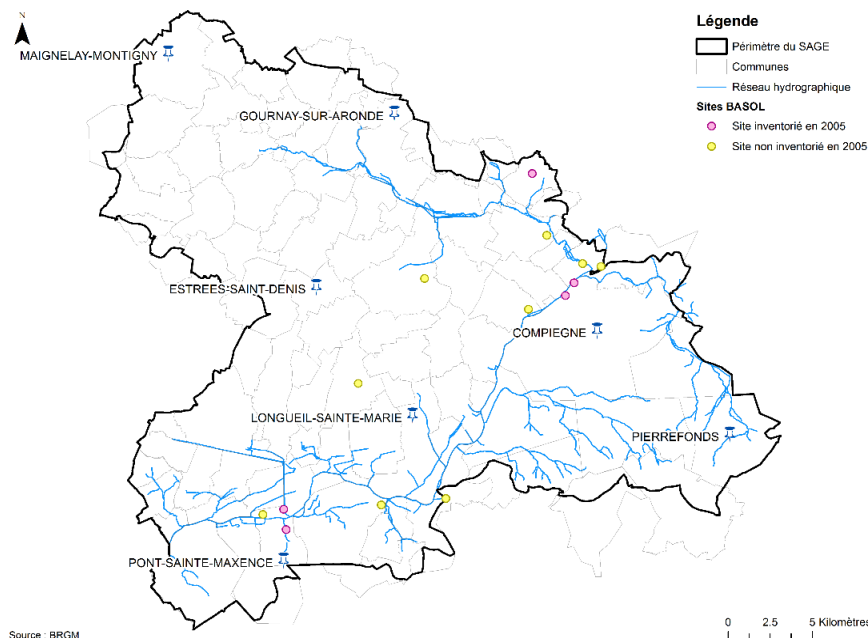 N
MAIGNELAY-MONTIGNY
GOURNAY-SUR-ARONDE
ESTREES-SAINT-DENIS
COMPIEGNE
LONGUEIL-SAINTE-MARIE
PIERREFONDS
PONT-SAINTE-MAXENCE
Légende
Périmètre du SAGE
Communes
Réseau hydrographique
Sites BASOL
Site inventorié en 2005
Site non inventorié en 2005
Source : BRGM
0 2.5 5 Kilomètres